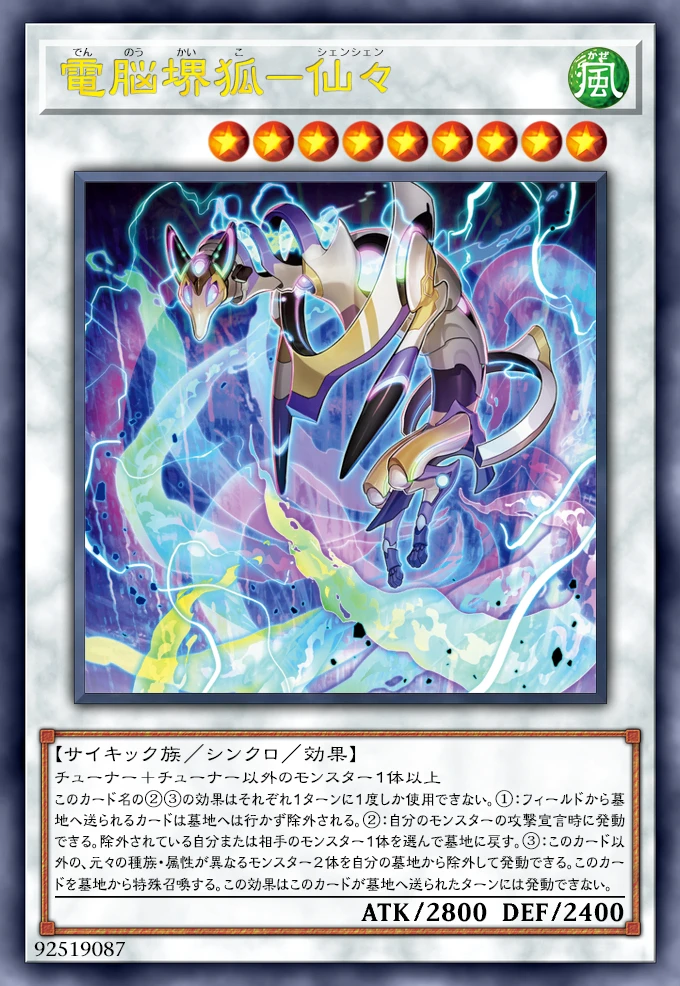 でん のう かい こ シェンシェン
電脳堺狐－仙々
かぜ
風
【サイキック族／シンクロ／効果】
チューナー＋チューナー以外のモンスター１体以上
このカード名の②③の効果はそれぞれ１ターンに１度しか使用できない。①：フィールドから墓
地へ送られるカードは墓地へは行かず除外される。②：自分のモンスターの攻撃宣言時に発動
できる。除外されている自分または相手のモンスター１体を選んで墓地に戻す。③：このカード以
外の、元々の種族・属性が異なるモンスター２体を自分の墓地から除外して発動できる。このカー
ドを墓地から特殊召喚する。この効果はこのカードが墓地へ送られたターンには発動できない。
ATK/2800 DEF/2400
92519087